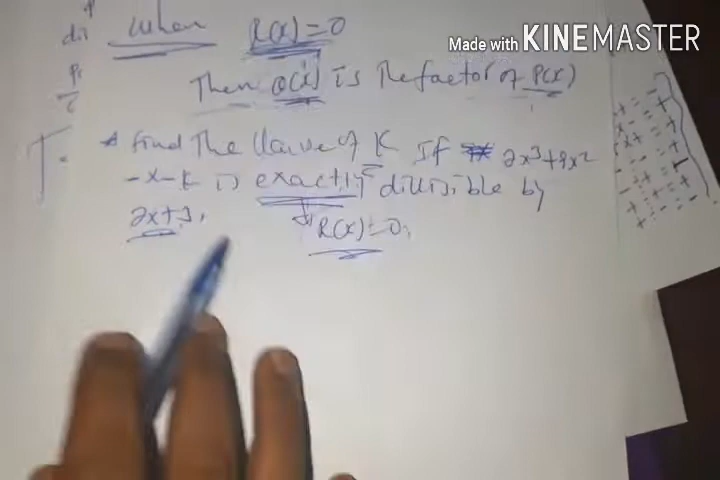 Made with KINEMASTER
when R(x)=0
Then Q(x) is The factor of P(x)
Find The Value of K If 2x³+9x²
-x-k is exactly divisible by
2x+3,
R(x)=0,